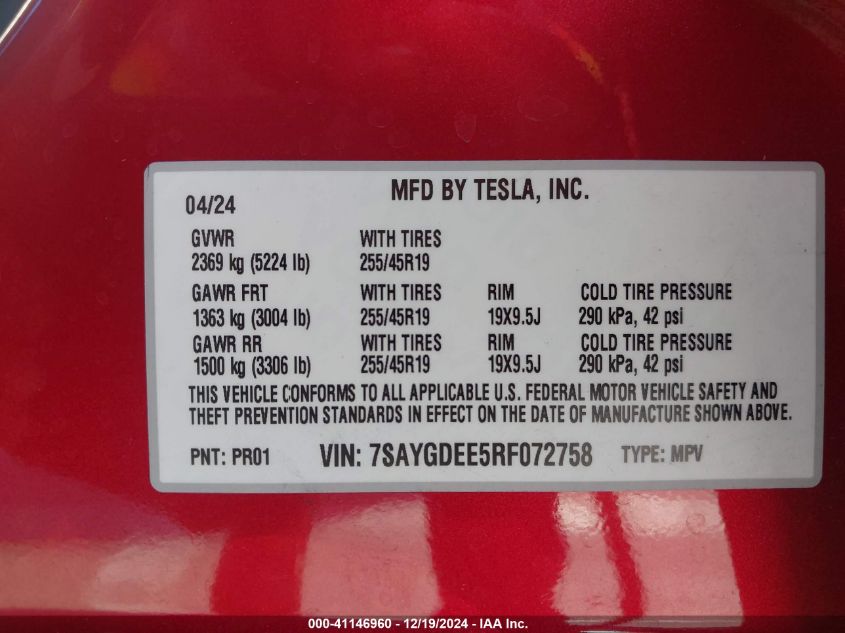 MFD BY TESLA, INC.
04/24
GVWR WITH TIRES
2369 kg (5224 lb) 255/45R19
GAWR FRT WITH TIRES RIM COLD TIRE PRESSURE
1363 kg (3004 lb) 255/45R19 19X9.5J 290 kPa, 42 psi
GAWR RR WITH TIRES RIM COLD TIRE PRESSURE
1500 kg (3306 lb) 255/45R19 19X9.5J 290 kPa, 42 psi
THIS VEHICLE CONFORMS TO ALL APPLICABLE U.S. FEDERAL MOTOR VEHICLE SAFETY AND
THEFT PREVENTION STANDARDS IN EFFECT ON THE DATE OF MANUFACTURE SHOWN ABOVE.
PNT: PR01 VIN: 7SAYGDEE5RF072758 TYPE: MPV
000-41146960 - 12/19/2024 - IAA Inc.